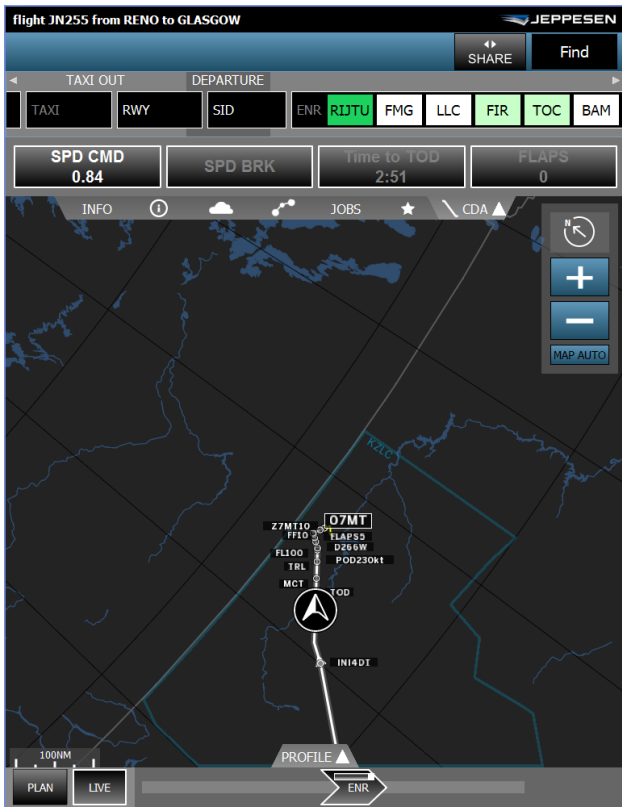 flight JN255 from RENO to GLASGOW
JEPPESEN
SHARE
Find
TAXI OUT DEPARTURE
TAXI RWY SID ENR RIJTU FMG LLC FIR TOC BAM
SPD CMD
0.84
SPD BRK
Time to TOD
2:51
FLAPS
0
INFO JOBS CDA
N
MAP AUTO
KZLC
07MT
Z7MT10
FF10
FLAPS5
D266W
FL100
POD230kt
TRL
MCT
TOD
INI4DI
100NM
PROFILE
PLAN LIVE ENR